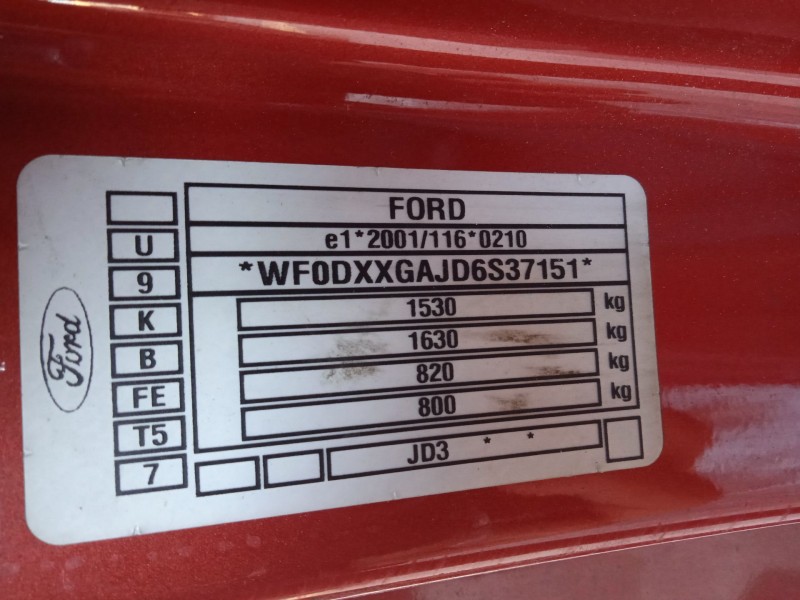 Ford
U
9
K
B
FE
T5
7
FORD
e1*2001/116*0210
*WF0DXXGAJD6S37151*
1530 kg
1630 kg
820 kg
800 kg
JD3 * *